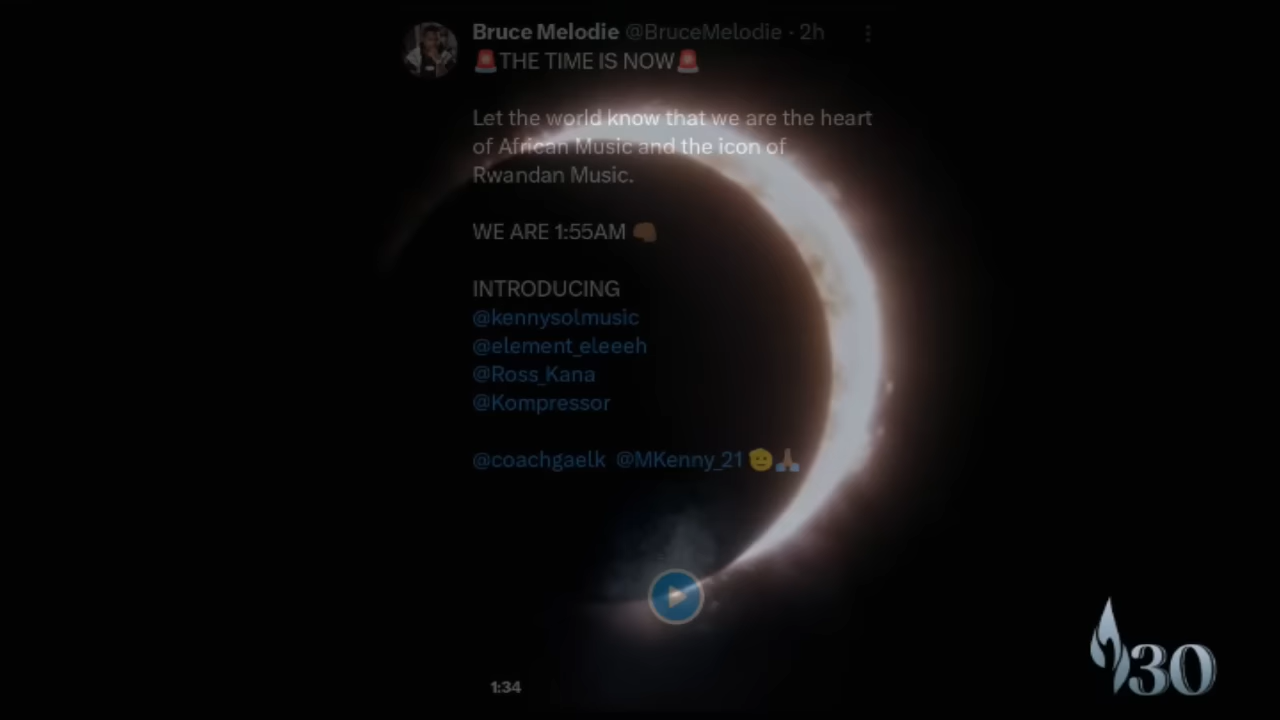 Bruce Melodie @BruceMelodie · 2h
🚨THE TIME IS NOW🚨
Let the world know that we are the heart
of African Music and the icon of
Rwandan Music.
WE ARE 1:55AM 👊🏾
INTRODUCING
@kennysolmusic
@element_eleeeh
@Ross_Kana
@Kompressor
@coachgaelk @MKenny_21 🫡🙏🏽
1:34
30